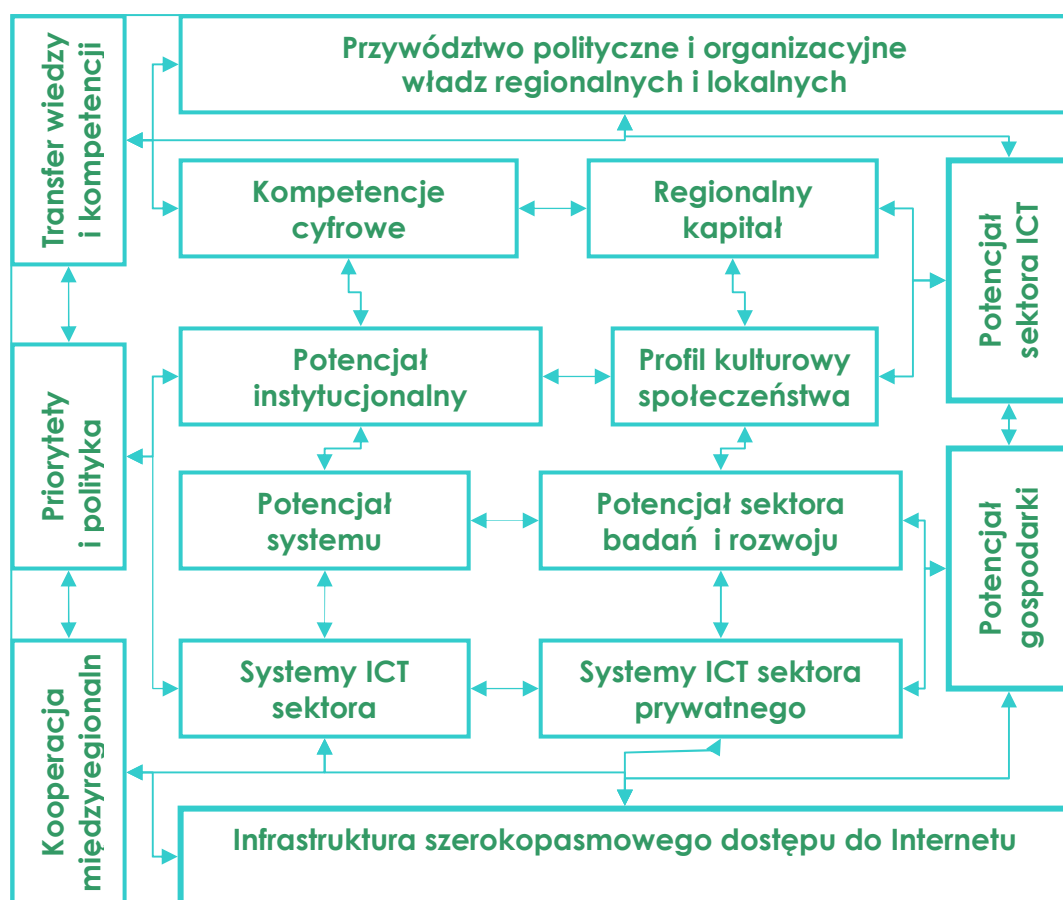 Transfer wiedzy
i kompetencji
Przywództwo polityczne i organizacyjne
władz regionalnych i lokalnych
Kompetencje
cyfrowe
Regionalny
kapitał
Potencjał
sektora ICT
Priorytety
i polityka
Potencjał
instytucjonalny
Profil kulturowy
społeczeństwa
Potencjał
systemu
Potencjał sektora
badań i rozwoju
Potencjał
gospodarki
Kooperacja
międzyregionaln
Systemy ICT
sektora
Systemy ICT sektora
prywatnego
Infrastruktura szerokopasmowego dostępu do Internetu